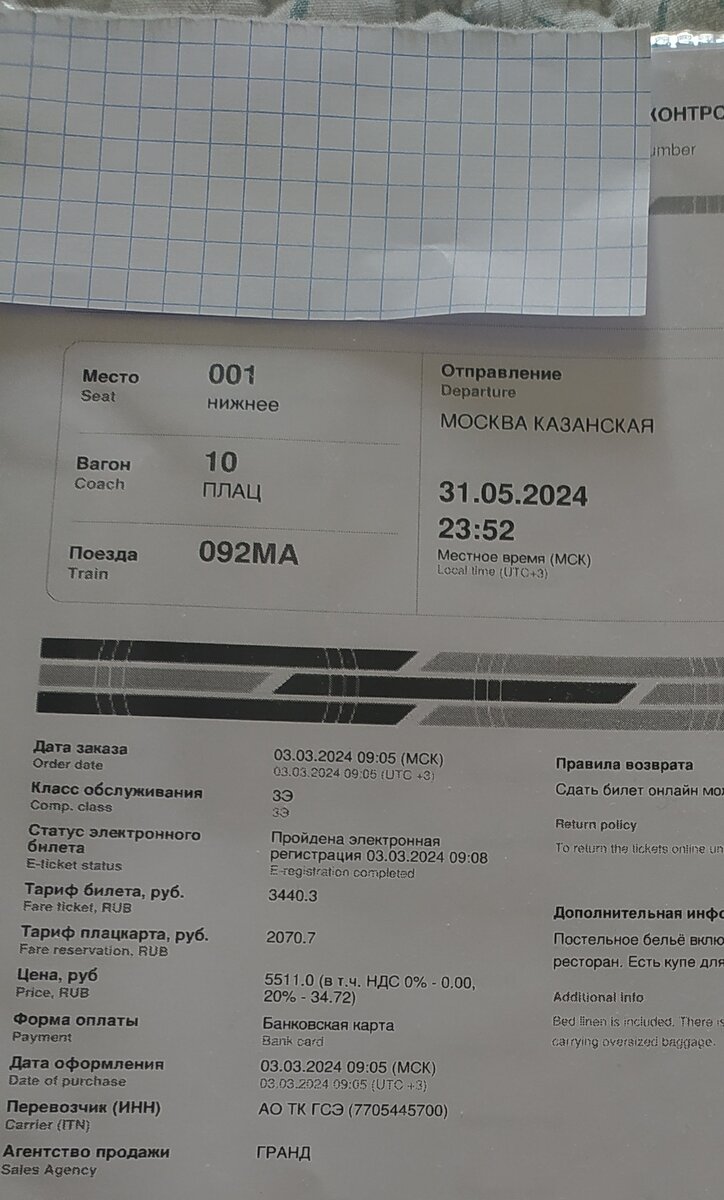 КОНТРО
umber
Место
Seat
001
нижнее
Вагон
Coach
10
ПЛАЦ
Поезда
Train
092МА
Отправление
Departure
МОСКВА КАЗАНСКАЯ
31.05.2024
23:52
Местное время (МСК)
Local time (UTC+3)
Дата заказа
Order date
03.03.2024 09:05 (МСК)
03.03.2024 09:05 (UTC +3)
Класс обслуживания
Comp. class
3Э
3Э
Статус электронного
билета
E-ticket status
Пройдена электронная
регистрация 03.03.2024 09:08
E-registration completed
Тариф билета, руб.
Fare ticket, RUB
3440.3
Тариф плацкарта, руб.
Fare reservation, RUB
2070.7
Цена, руб
Price, RUB
5511.0 (в т.ч. НДС 0% - 0.00,
20% - 34.72)
Форма оплаты
Payment
Банковская карта
Bank card
Дата оформления
Date of purchase
03.03.2024 09:05 (МСК)
03.03.2024 09:05 (UTC +3)
Перевозчик (ИНН)
Carrier (ITN)
АО ТК ГСЭ (7705445700)
Агентство продажи
Sales Agency
ГРАНД
Правила возврата
Сдать билет онлайн мо
Return policy
To return the tickets online un
Дополнительная инфо
Постельное бельё вклю
ресторан. Есть купе для
Additional info
Bed linen is included. There is
carrying oversized baggage.